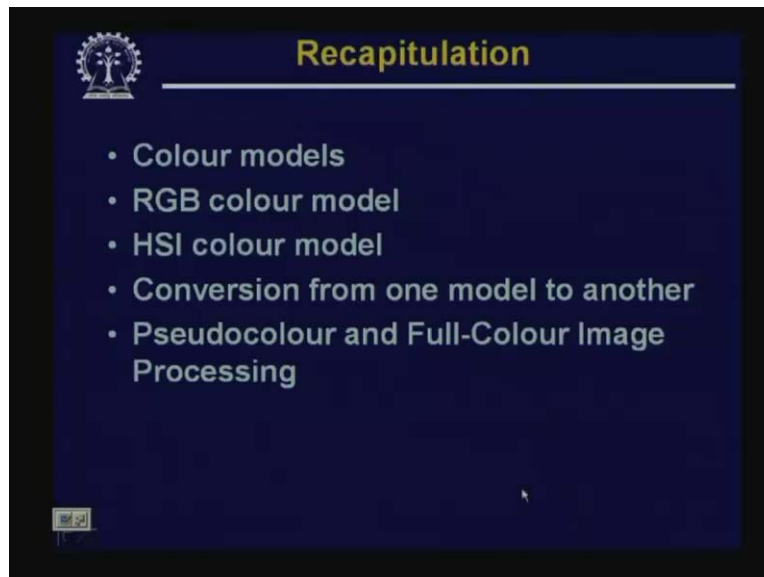 Recapitulation
• Colour models
• RGB colour model
• HSI colour model
• Conversion from one model to another
• Pseudocolour and Full-Colour Image
Processing